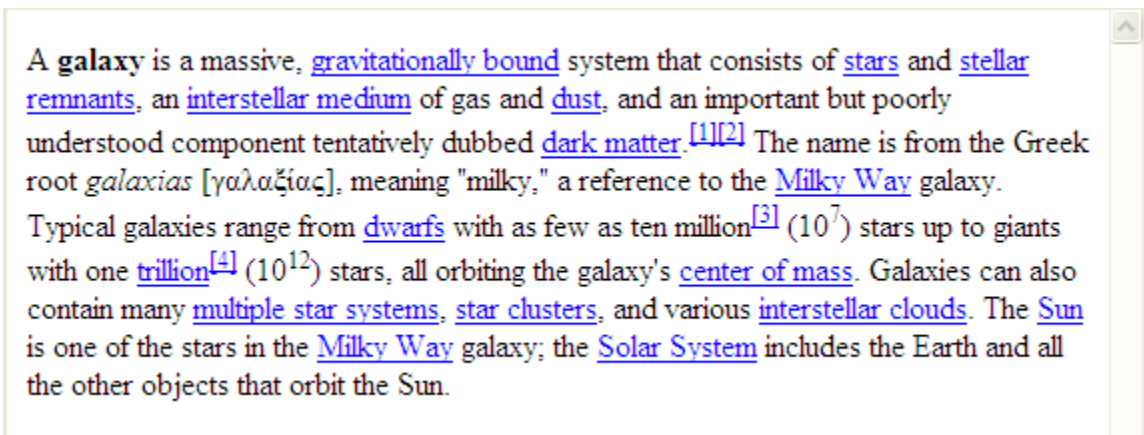 A galaxy is a massive, gravitationally bound system that consists of stars and stellar
remnants, an interstellar medium of gas and dust, and an important but poorly
understood component tentatively dubbed dark matter.[1][2] The name is from the Greek
root galaxias [γαλαξίας], meaning "milky," a reference to the Milky Way galaxy.
Typical galaxies range from dwarfs with as few as ten million[3] (10⁷) stars up to giants
with one trillion[4] (10¹²) stars, all orbiting the galaxy's center of mass. Galaxies can also
contain many multiple star systems, star clusters, and various interstellar clouds. The Sun
is one of the stars in the Milky Way galaxy; the Solar System includes the Earth and all
the other objects that orbit the Sun.